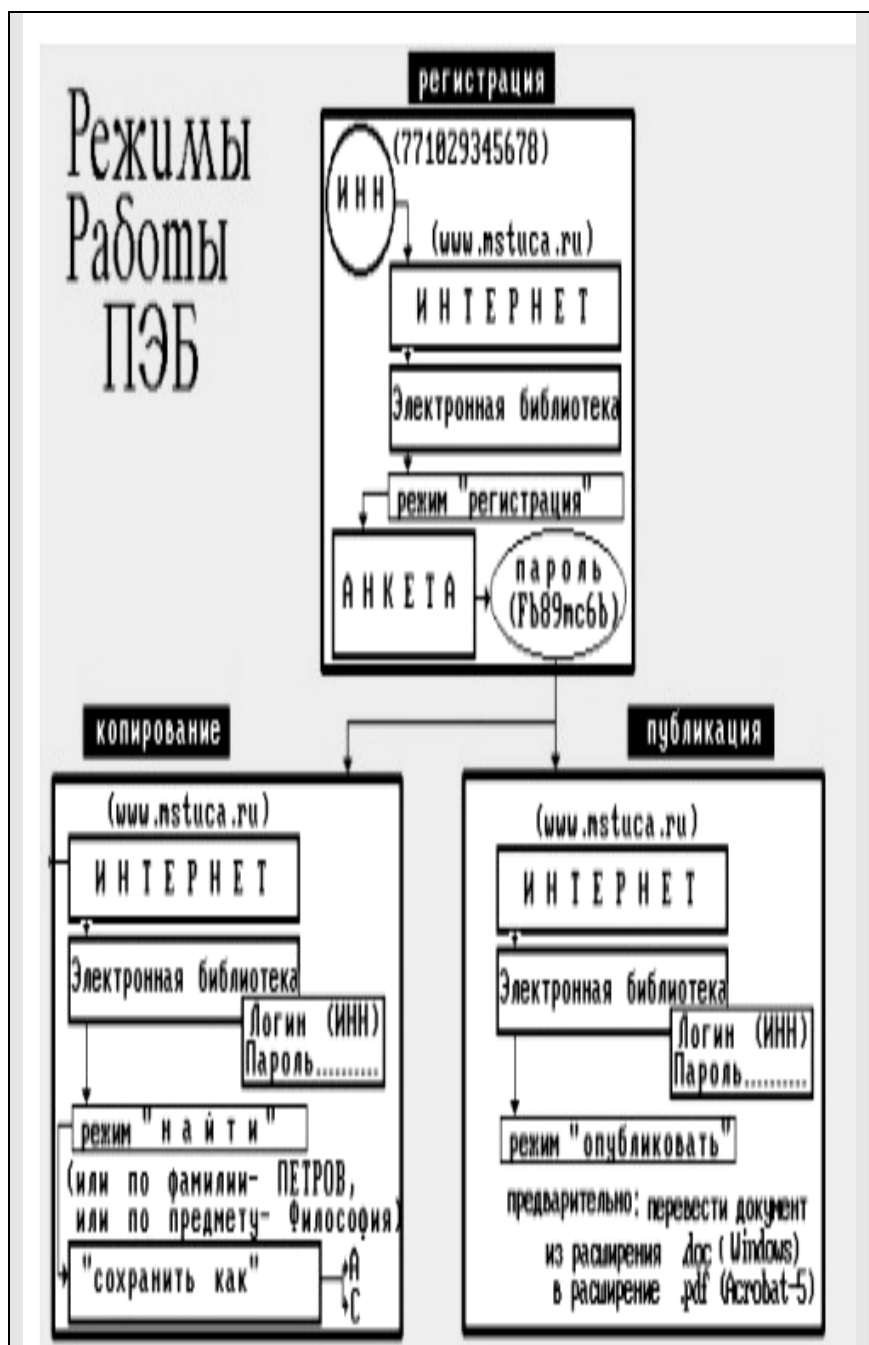 Режимы
Работы
ПЭБ
регистрация
(771029345678)
ИНН
(www.mstuca.ru)
ИНТЕРНЕТ
Электронная библиотека
режим "регистрация"
АНКЕТА
пароль
(Fb89mc6b)
копирование
(www.mstuca.ru)
ИНТЕРНЕТ
Электронная библиотека
Логин (ИНН)
Пароль..........
режим "найти"
(или по фамилии- ПЕТРОВ,
или по предмету- Философия)
"сохранить как"
A
C
публикация
(www.mstuca.ru)
ИНТЕРНЕТ
Электронная библиотека
Логин (ИНН)
Пароль..........
режим "опубликовать"
предварительно: перевести документ
из расширения .doc (Windows)
в расширение .pdf (Acrobat-5)